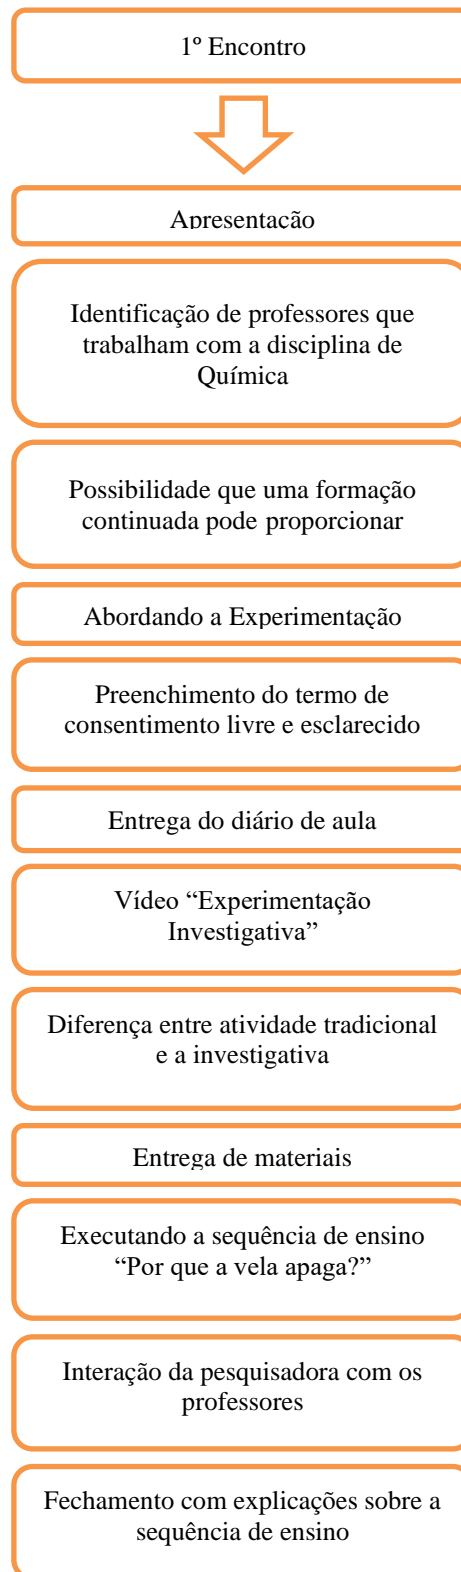 1º Encontro
Apresentação
Identificação de professores que
trabalham com a disciplina de
Química
Possibilidade que uma formação
continuada pode proporcionar
Abordando a Experimentação
Preenchimento do termo de
consentimento livre e esclarecido
Entrega do diário de aula
Vídeo “Experimentação
Investigativa”
Diferença entre atividade tradicional
e a investigativa
Entrega de materiais
Executando a sequência de ensino
“Por que a vela apaga?”
Interação da pesquisadora com os
professores
Fechamento com explicações sobre a
sequência de ensino